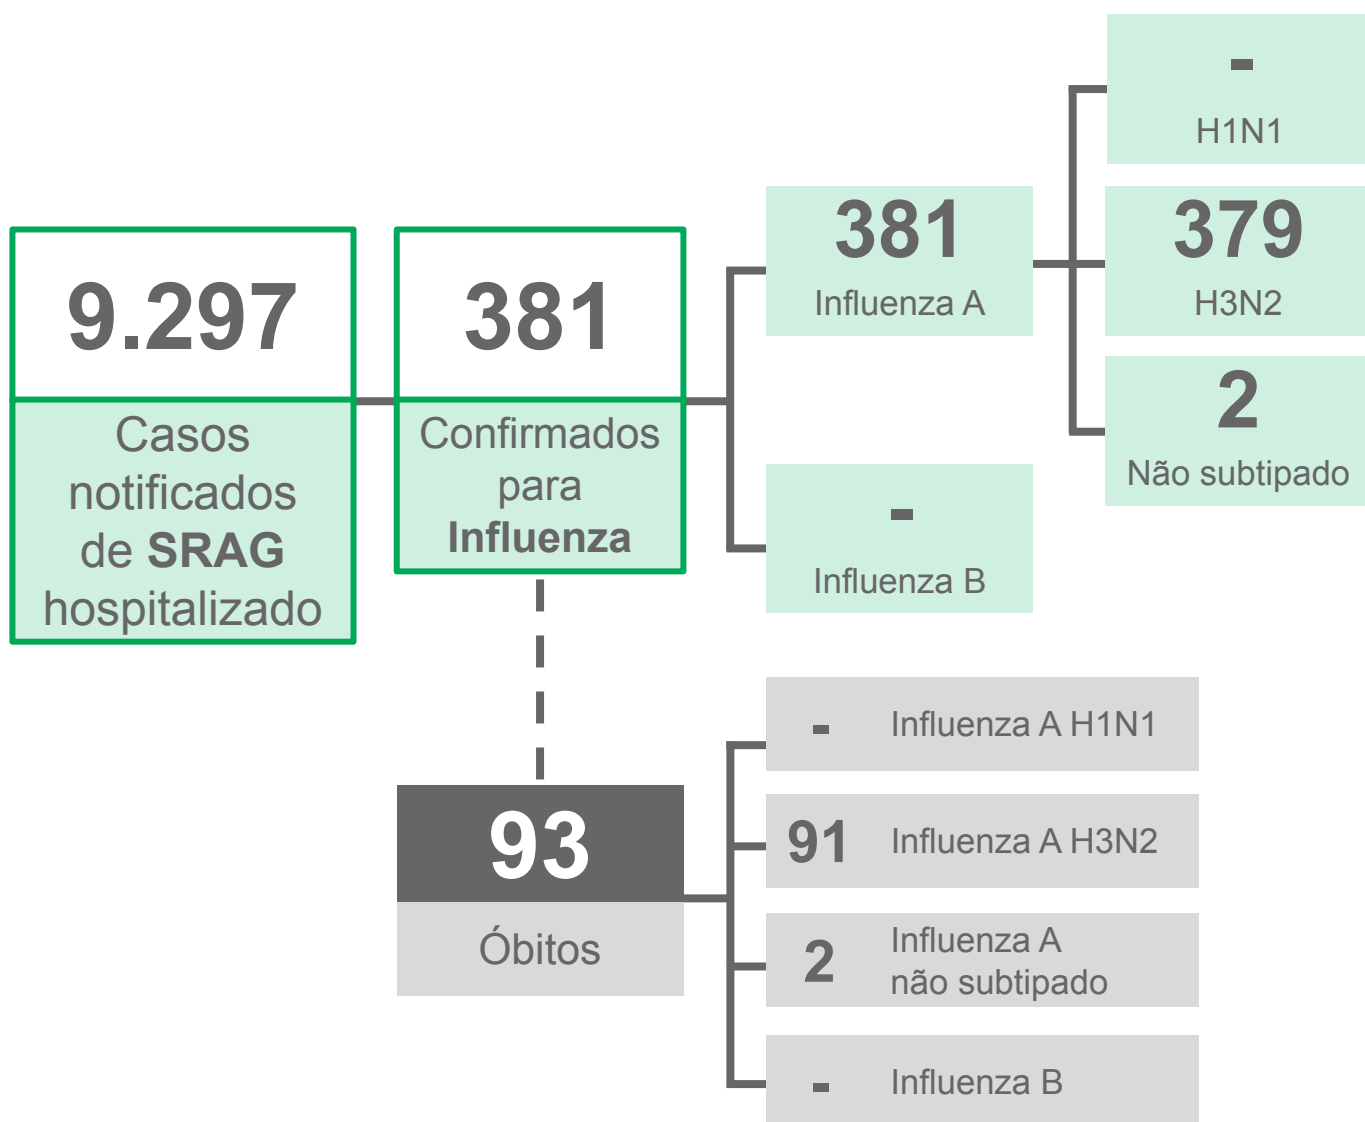 9.297
Casos
notificados
de SRAG
hospitalizado
381
Confirmados
para
Influenza
381
Influenza A
-
Influenza B
-
H1N1
379
H3N2
2
Não subtipado
93
Óbitos
- Influenza A H1N1
91 Influenza A H3N2
2 Influenza A
não subtipado
- Influenza B